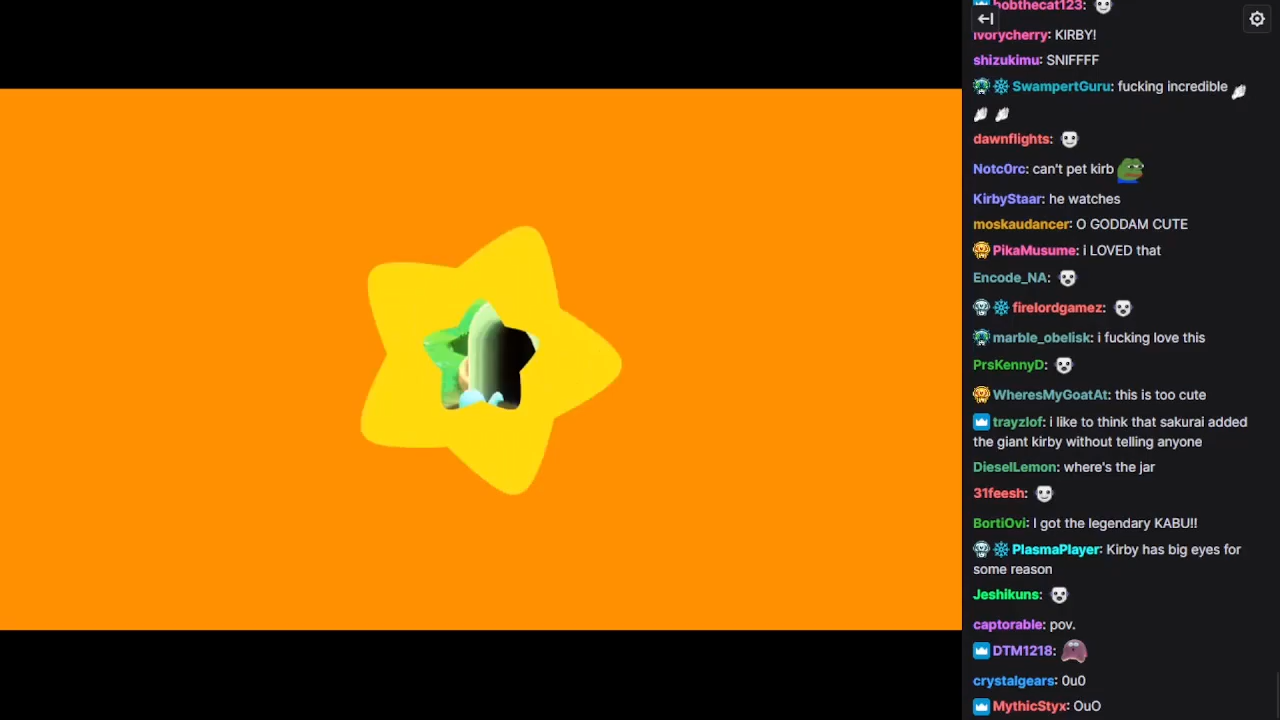 bobthecat123:
ivorycherry: KIRBY!
shizukimu: SNIFFFF
SwampertGuru: fucking incredible
dawnflights:
Notc0rc: can't pet kirb
KirbyStaar: he watches
moskaudancer: O GODDAM CUTE
PikaMusume: i LOVED that
Encode_NA:
firelordgamez:
marble_obelisk: i fucking love this
PrsKennyD:
WheresMyGoatAt: this is too cute
trayzlof: i like to think that sakurai added
the giant kirby without telling anyone
DieselLemon: where's the jar
31feesh:
BortiOvi: I got the legendary KABU!!
PlasmaPlayer: Kirby has big eyes for
some reason
Jeshikuns:
captorable: pov.
DTM1218:
crystalgears: 0u0
MythicStyx: OuO